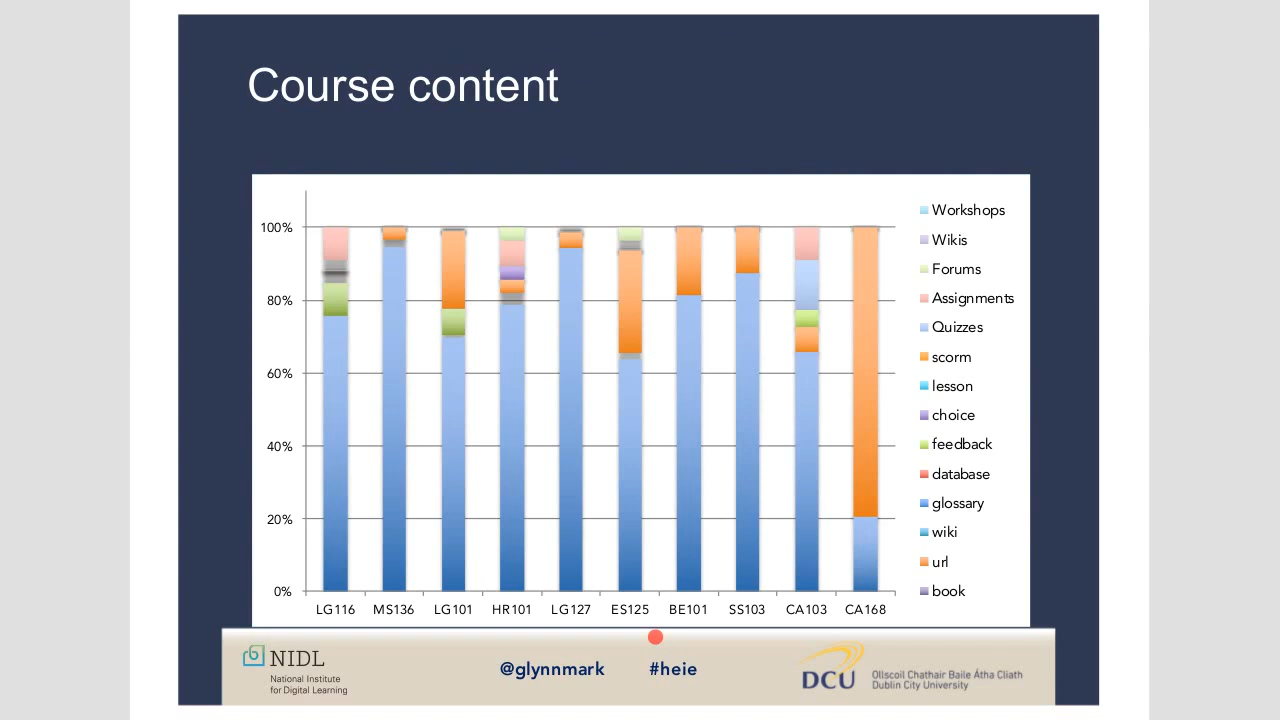 Course content
100%
80%
60%
40%
20%
0%
LG116 MS136 LG101 HR101 LG127 ES125 BE101 SS103 CA103 CA168
Workshops
Wikis
Forums
Assignments
Quizzes
scorm
lesson
choice
feedback
database
glossary
wiki
url
book
NIDL
National Institute
for Digital Learning
@glynnmark #heie
DCU
Ollscoil Chathair Baile Átha Cliath
Dublin City University